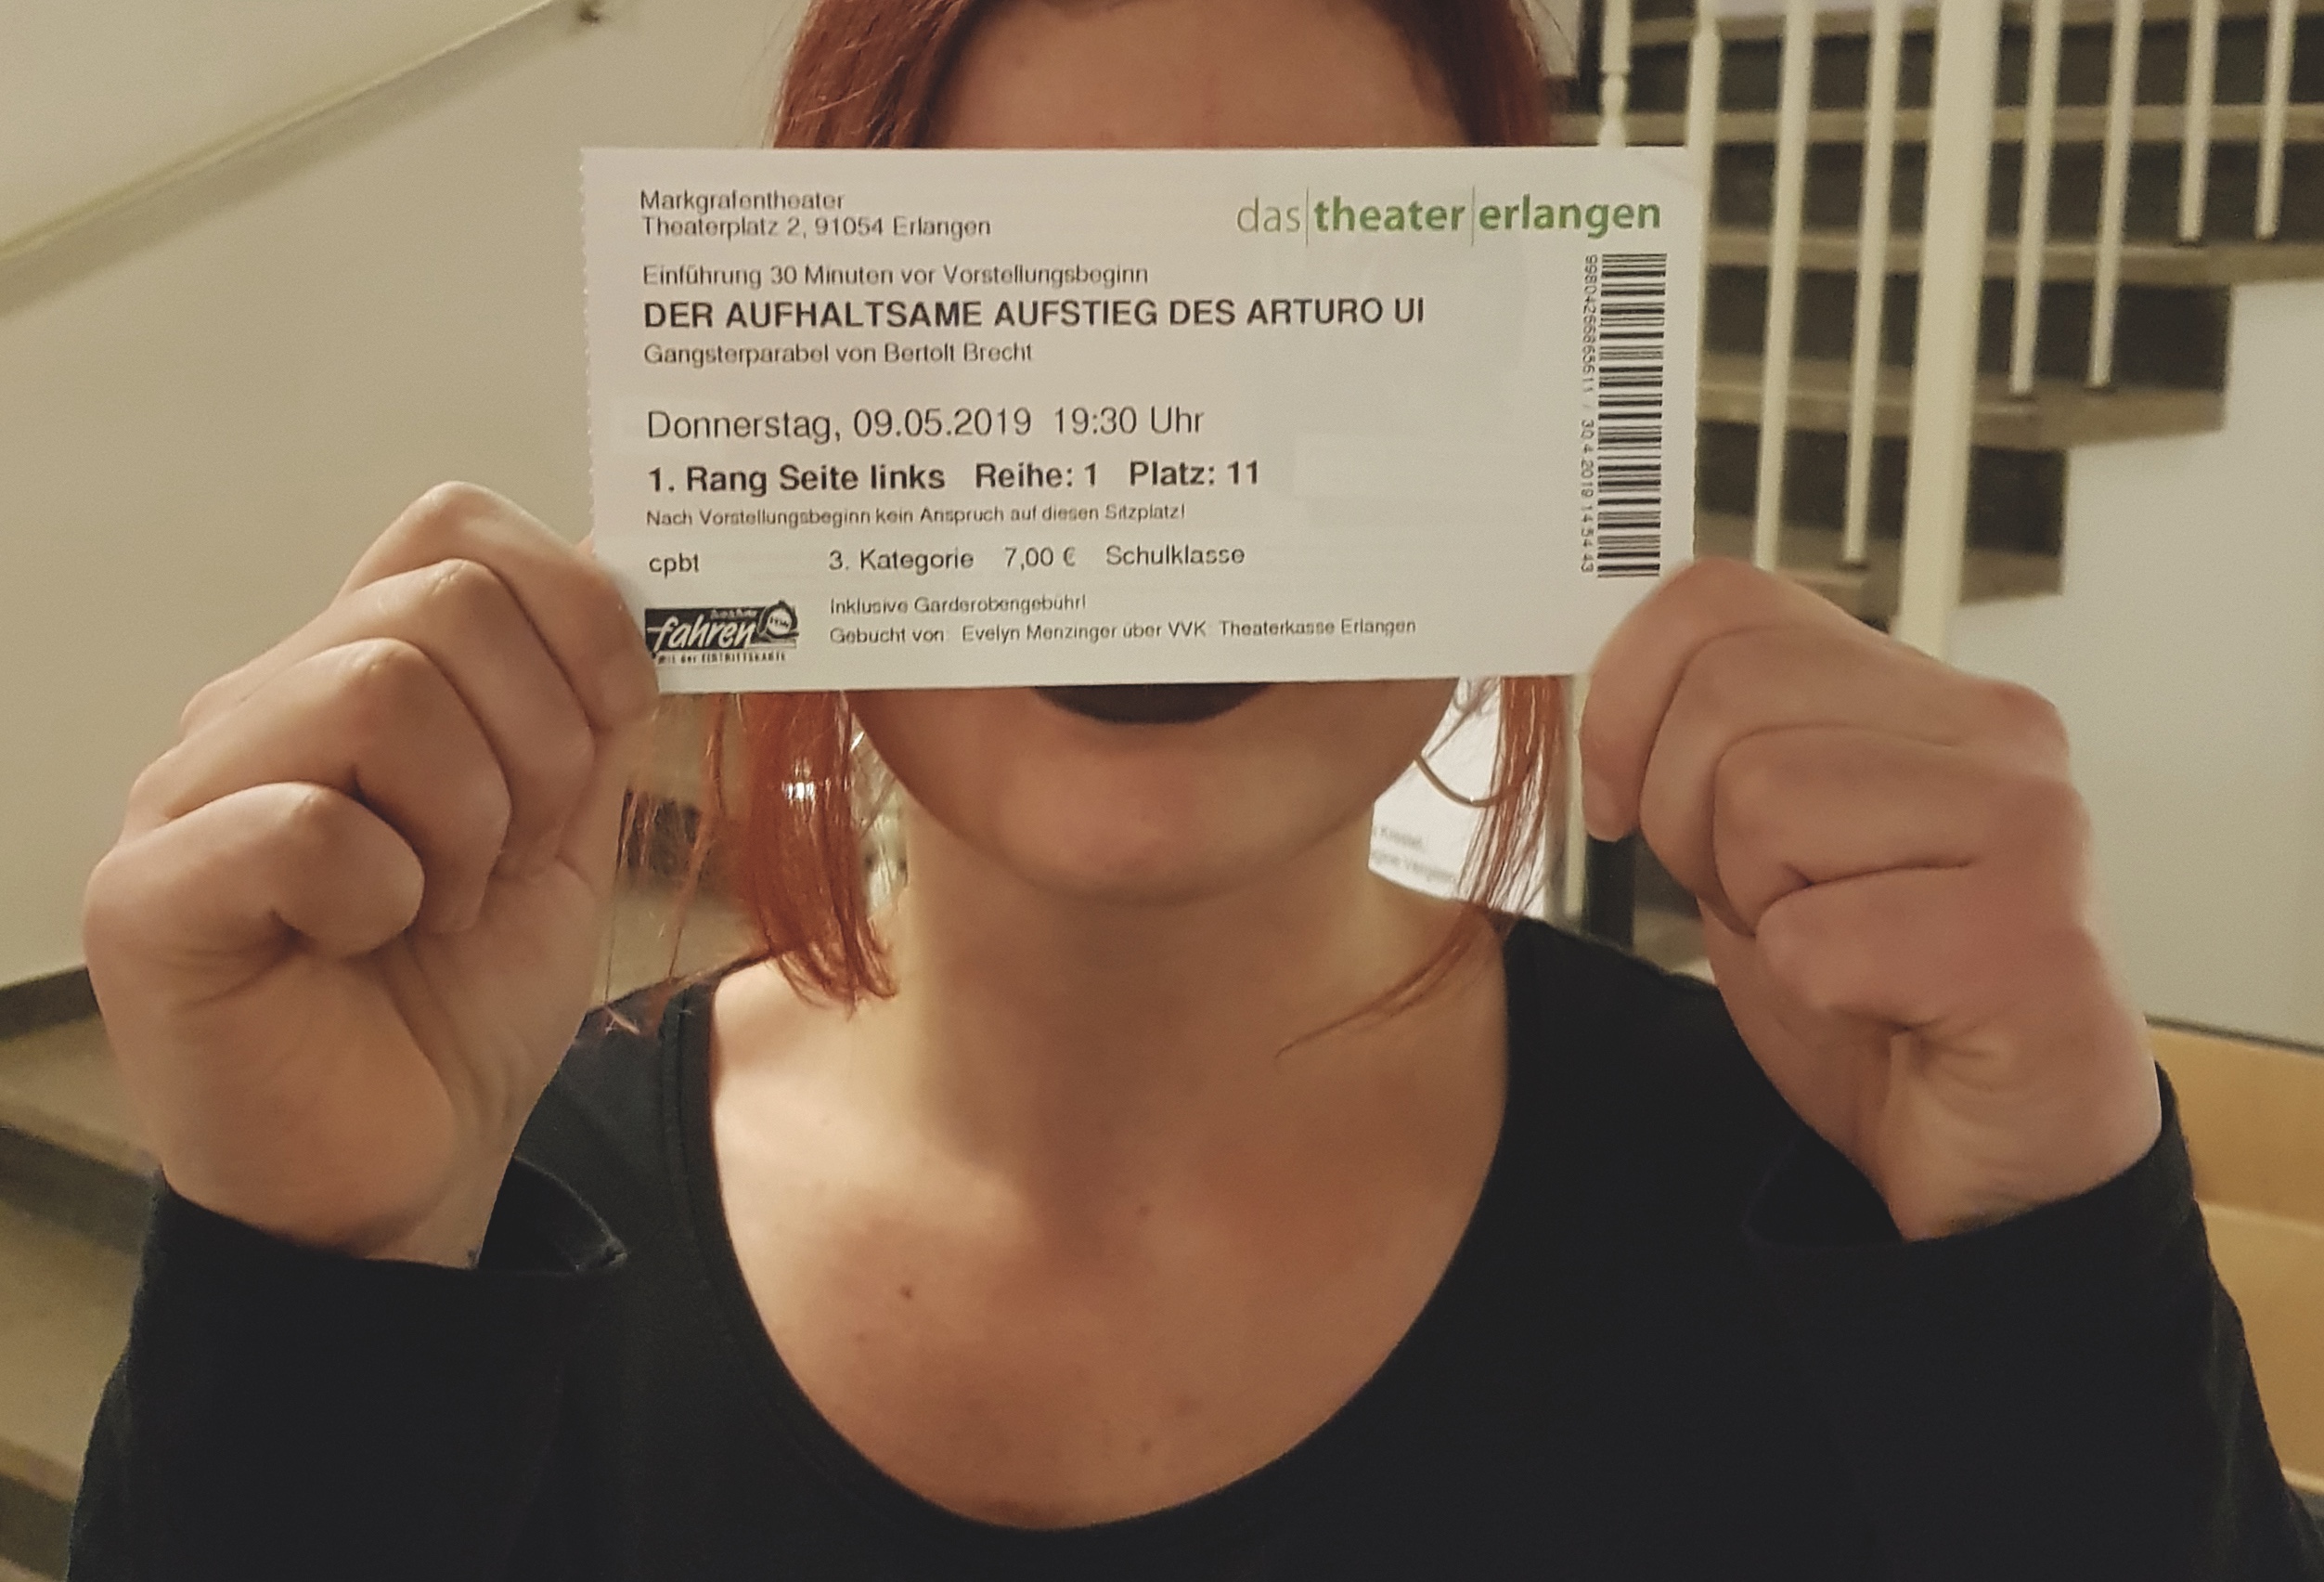 Markgrafentheater
Theaterplatz 2, 91054 Erlangen
das theater erlangen
Einführung 30 Minuten vor Vorstellungsbeginn
DER AUFHALTSAME AUFSTIEG DES ARTURO UI
Gangsterparabel von Bertolt Brecht
Donnerstag, 09.05.2019 19:30 Uhr
1. Rang Seite links Reihe: 1 Platz: 11
Nach Vorstellungsbeginn kein Anspruch auf diesen Sitzplatz!
cpbt 3. Kategorie 7,00 € Schulklasse
Inklusive Garderobengebühr!
Gebucht von: Evelyn Menzinger über VVK Theaterkasse Erlangen
fahren
MIT der EINTRITTSKARTE
30.4.2019 14:54:43